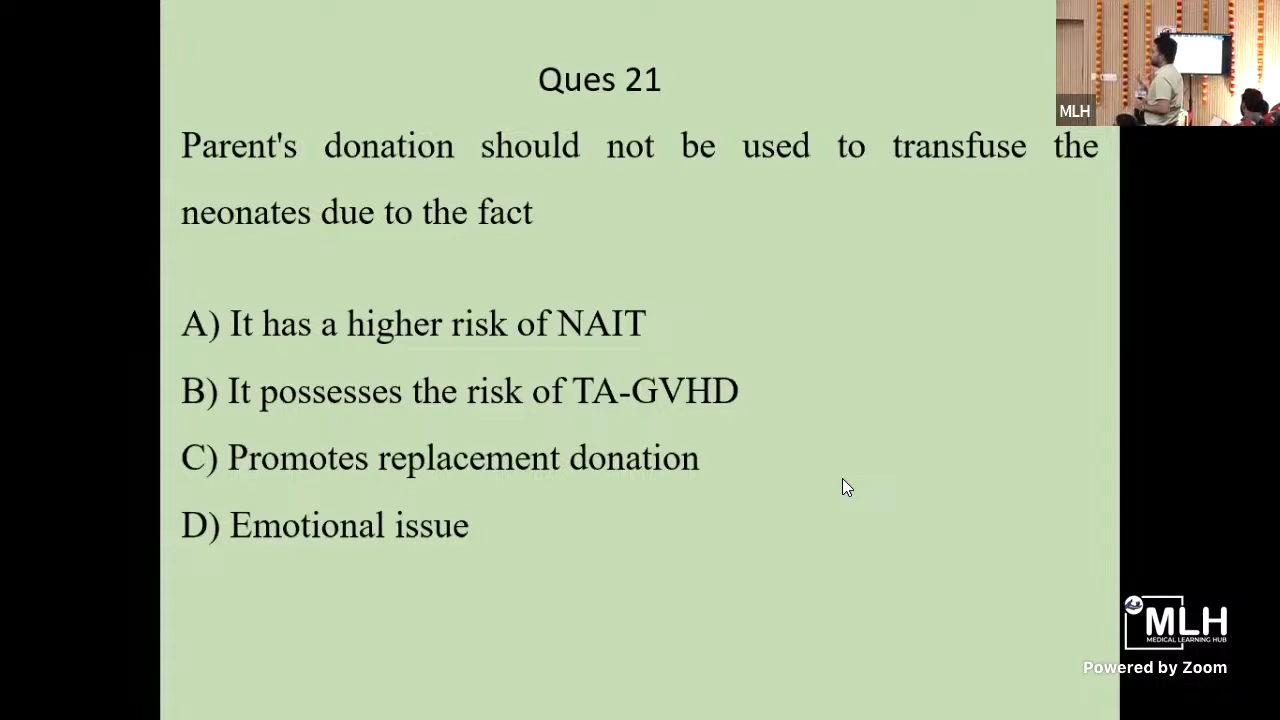 Ques 21
MLH
Parent's donation should not be used to transfuse the
neonates due to the fact
A) It has a higher risk of NAIT
B) It possesses the risk of TA-GVHD
C) Promotes replacement donation
D) Emotional issue
MLH
MEDICAL LEARNING HUB
Powered by Zoom